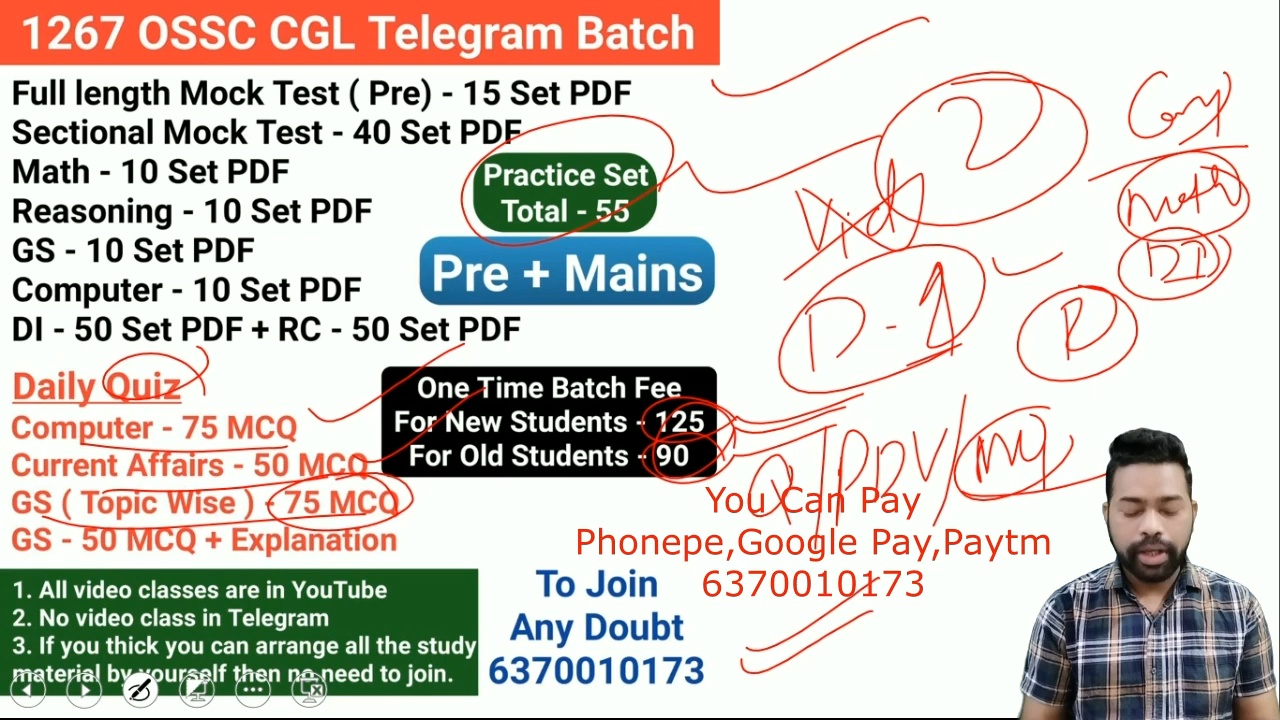 1267 OSSC CGL Telegram Batch
Full length Mock Test ( Pre) - 15 Set PDF
Sectional Mock Test - 40 Set PDF
Math - 10 Set PDF
Reasoning - 10 Set PDF
GS - 10 Set PDF
Computer - 10 Set PDF
DI - 50 Set PDF + RC - 50 Set PDF
Practice Set
Total - 55
Pre + Mains
Daily Quiz
Computer - 75 MCQ
Current Affairs - 50 MCQ
GS ( Topic Wise ) - 75 MCQ
GS - 50 MCQ + Explanation
One Time Batch Fee
For New Students - 125
For Old Students - 90
You Can Pay
Phonepe,Google Pay,Paytm
6370010173
1. All video classes are in YouTube
2. No video class in Telegram
3. If you thick you can arrange all the study
material by yourself then no need to join.
To Join
Any Doubt
6370010173
2
Math
DI
P-1
R